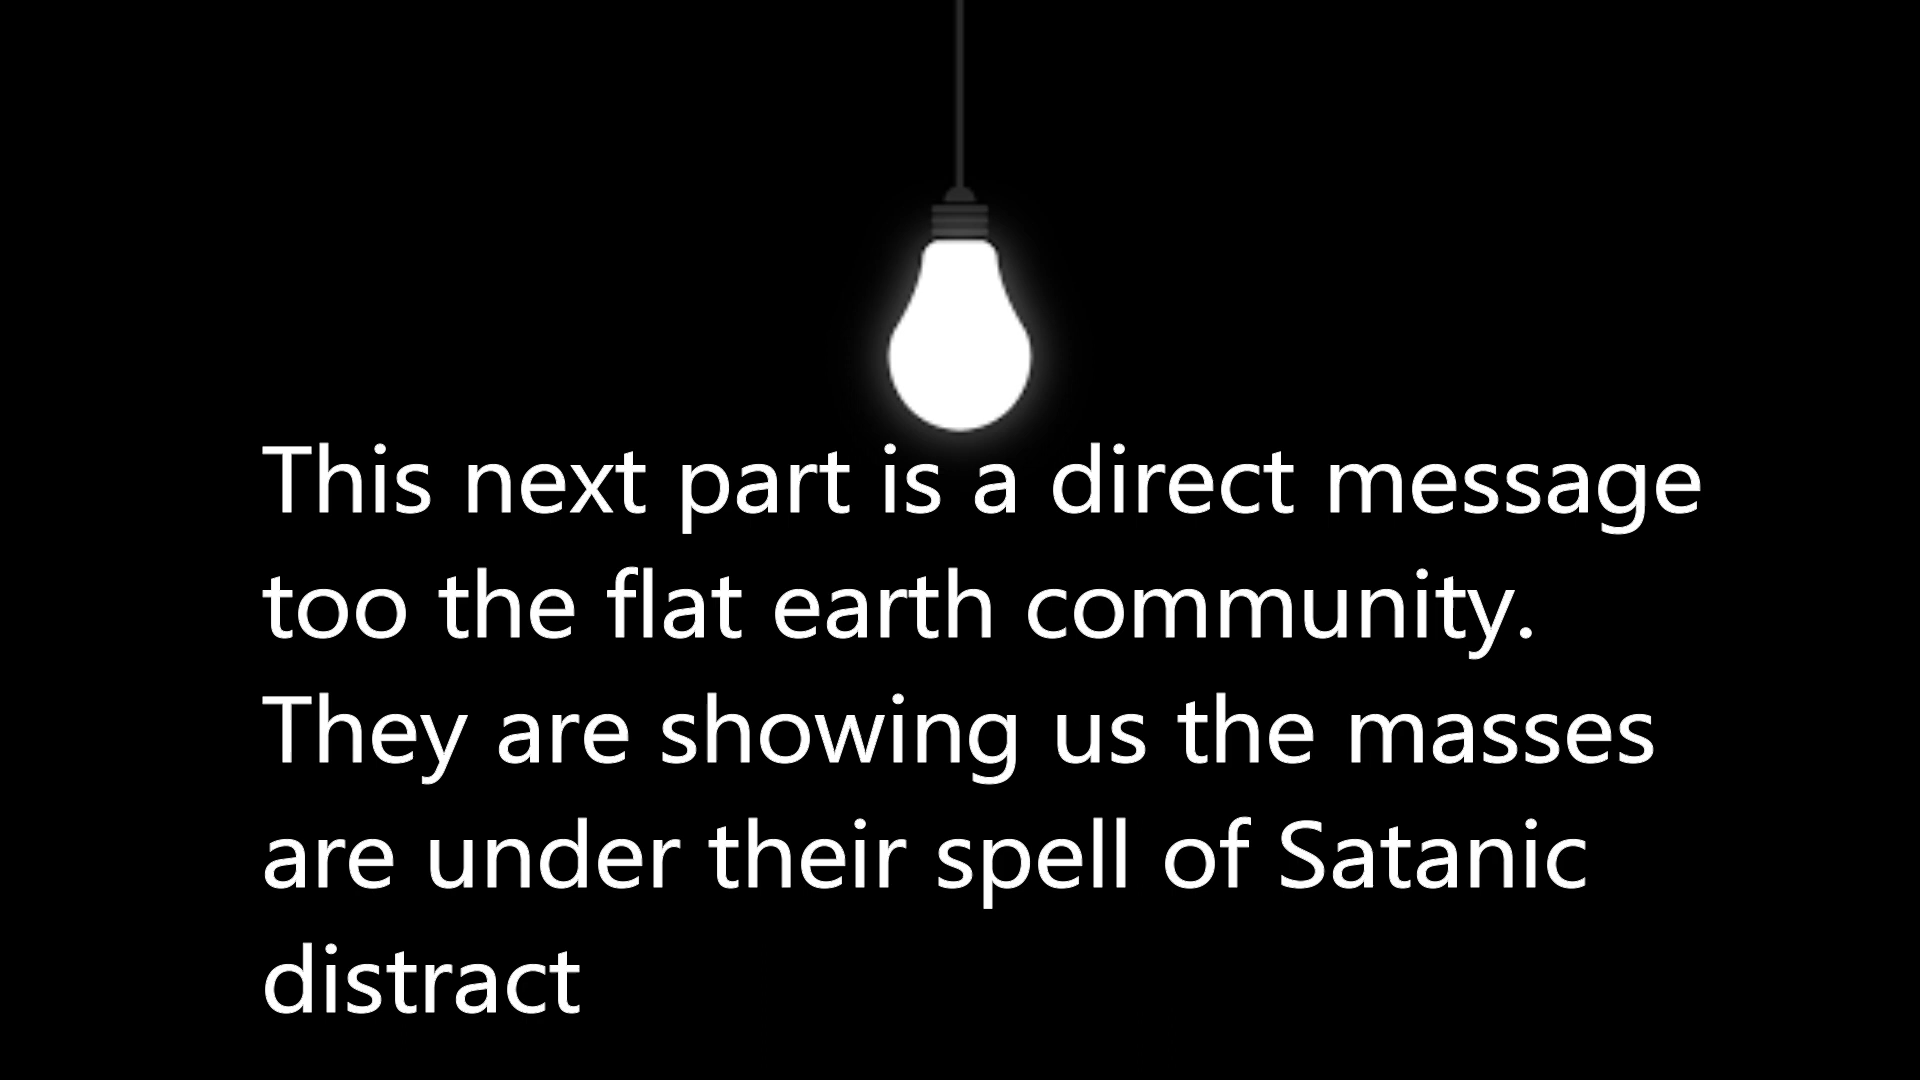 This next part is a direct message
too the flat earth community.
They are showing us the masses
are under their spell of Satanic
distract